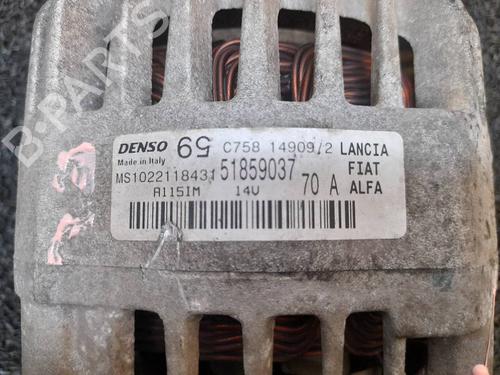 DENSO 69 C758 14909/2 LANCIA
Made in Italy
MS1022118431 51859037 FIAT
A115IM 14V 70 A ALFA
B-PARTS